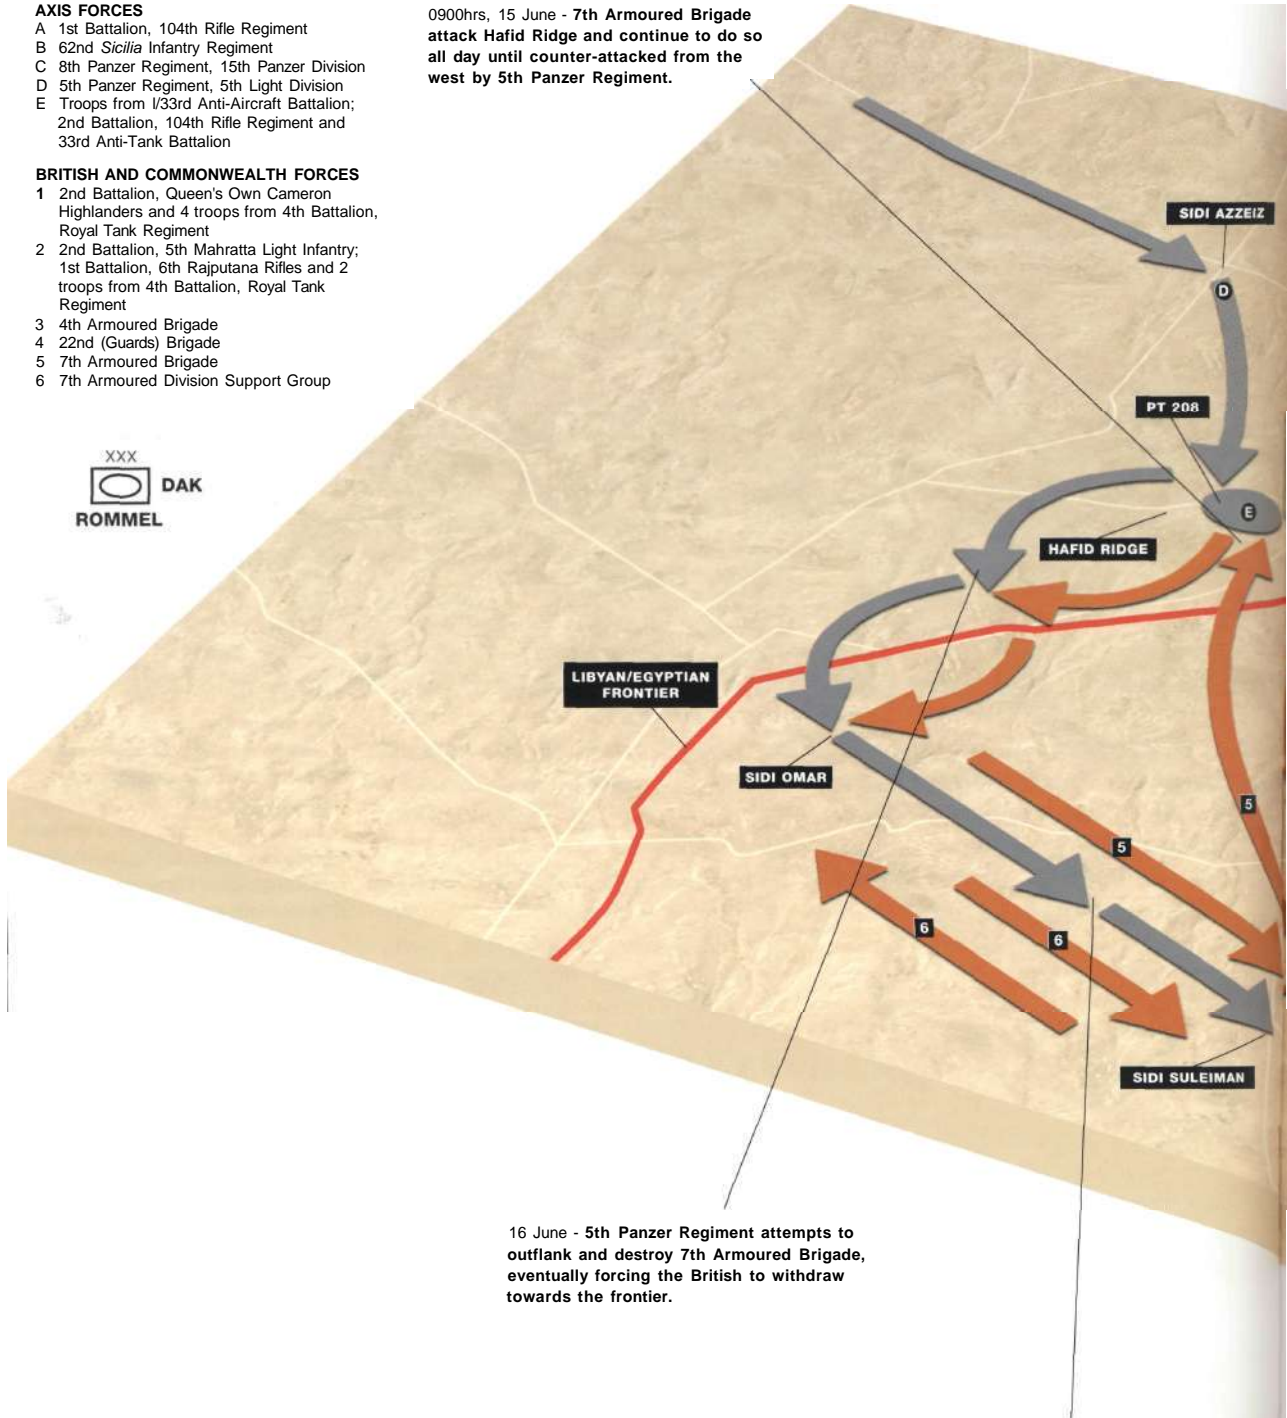 AXIS FORCES
A 1st Battalion, 104th Rifle Regiment
B 62nd Sicilia Infantry Regiment
C 8th Panzer Regiment, 15th Panzer Division
D 5th Panzer Regiment, 5th Light Division
E Troops from I/33rd Anti-Aircraft Battalion;
2nd Battalion, 104th Rifle Regiment and
33rd Anti-Tank Battalion
BRITISH AND COMMONWEALTH FORCES
1 2nd Battalion, Queen's Own Cameron
Highlanders and 4 troops from 4th Battalion,
Royal Tank Regiment
2 2nd Battalion, 5th Mahratta Light Infantry;
1st Battalion, 6th Rajputana Rifles and 2
troops from 4th Battalion, Royal Tank
Regiment
3 4th Armoured Brigade
4 22nd (Guards) Brigade
5 7th Armoured Brigade
6 7th Armoured Division Support Group
XXX
DAK
ROMMEL
0900hrs, 15 June - 7th Armoured Brigade
attack Hafid Ridge and continue to do so
all day until counter-attacked from the
west by 5th Panzer Regiment.
SIDI AZZEIZ
D
PT 208
E
HAFID RIDGE
LIBYAN/EGYPTIAN
FRONTIER
SIDI OMAR
5
5
6
6
SIDI SULEIMAN
16 June - 5th Panzer Regiment attempts to
outflank and destroy 7th Armoured Brigade,
eventually forcing the British to withdraw
towards the frontier.